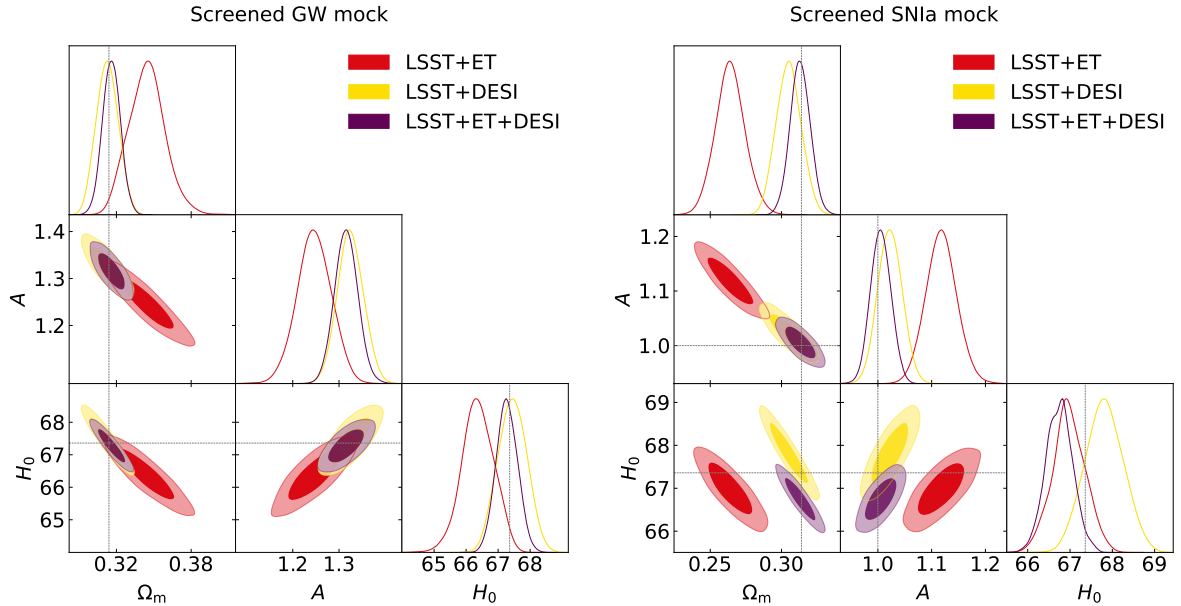 Screened GW mock
LSST+ET
LSST+DESI
LSST+ET+DESI
1.4
1.3
1.2
A
68
67
66
65
64
H₀
0.32 0.38
Ωₘ
1.2 1.3
A
65 66 67 68
H₀
Screened SNIa mock
LSST+ET
LSST+DESI
LSST+ET+DESI
1.2
1.1
1.0
A
69
68
67
66
H₀
0.25 0.30
Ωₘ
1.0 1.1 1.2
A
66 67 68 69
H₀